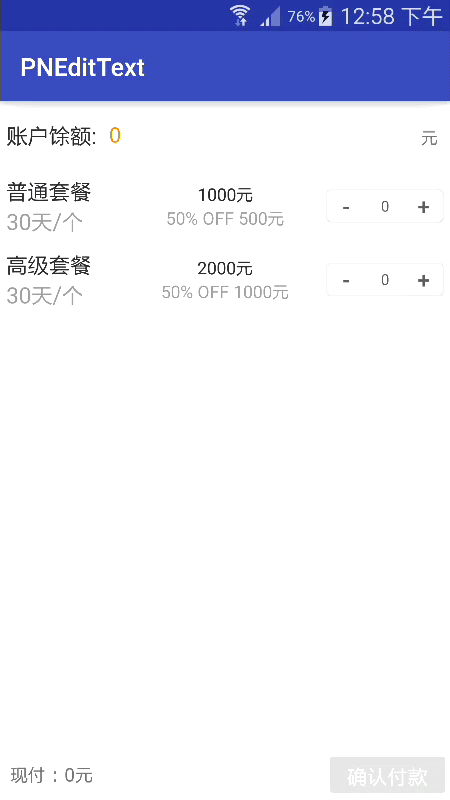 76% 12:58 下午
PNEditText
账户馀额: 0 元
普通套餐 1000元 - 0 +
30天/个 50% OFF 500元
高级套餐 2000元 - 0 +
30天/个 50% OFF 1000元
现付：0元 确认付款